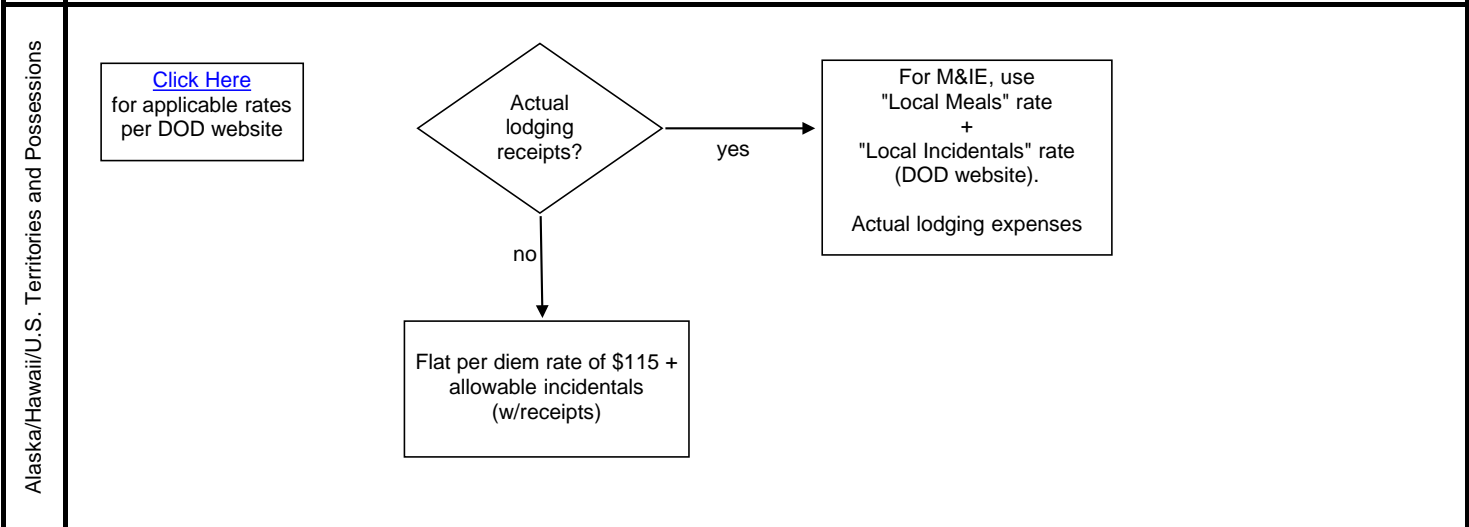 Alaska/Hawaii/U.S. Territories and Possessions
Click Here
for applicable rates
per DOD website
Actual
lodging
receipts?
yes
For M&IE, use
"Local Meals" rate
+
"Local Incidentals" rate
(DOD website).
Actual lodging expenses
no
Flat per diem rate of $115 +
allowable incidentals
(w/receipts)